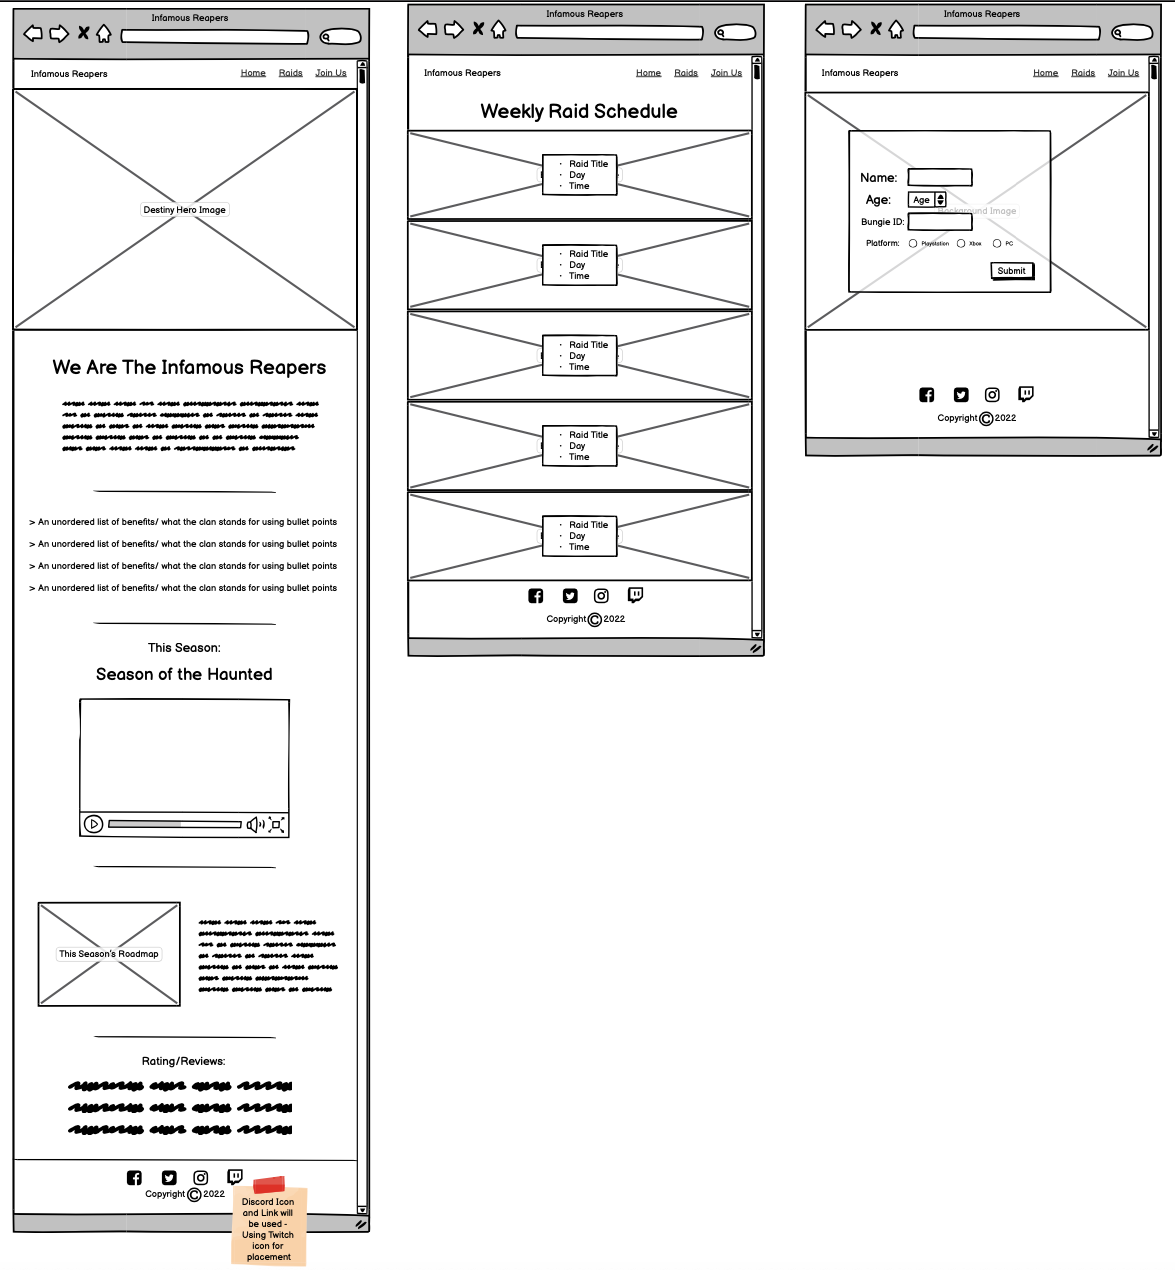 Infamous Reapers
Infamous Reapers Home Raids Join Us
Destiny Hero Image
We Are The Infamous Reapers
> An unordered list of benefits/ what the clan stands for using bullet points
> An unordered list of benefits/ what the clan stands for using bullet points
> An unordered list of benefits/ what the clan stands for using bullet points
> An unordered list of benefits/ what the clan stands for using bullet points
This Season:
Season of the Haunted
This Season's Roadmap
Rating/Reviews:
Copyright © 2022
Discord Icon
and Link will
be used -
Using Twitch
icon for
placement
Infamous Reapers
Infamous Reapers Home Raids Join Us
Weekly Raid Schedule
· Raid Title
· Day
· Time
· Raid Title
· Day
· Time
· Raid Title
· Day
· Time
· Raid Title
· Day
· Time
· Raid Title
· Day
· Time
Copyright © 2022
Infamous Reapers
Infamous Reapers Home Raids Join Us
Name:
Age: Age
Background Image
Bungie ID:
Platform: Playstation Xbox PC
Submit
Copyright © 2022